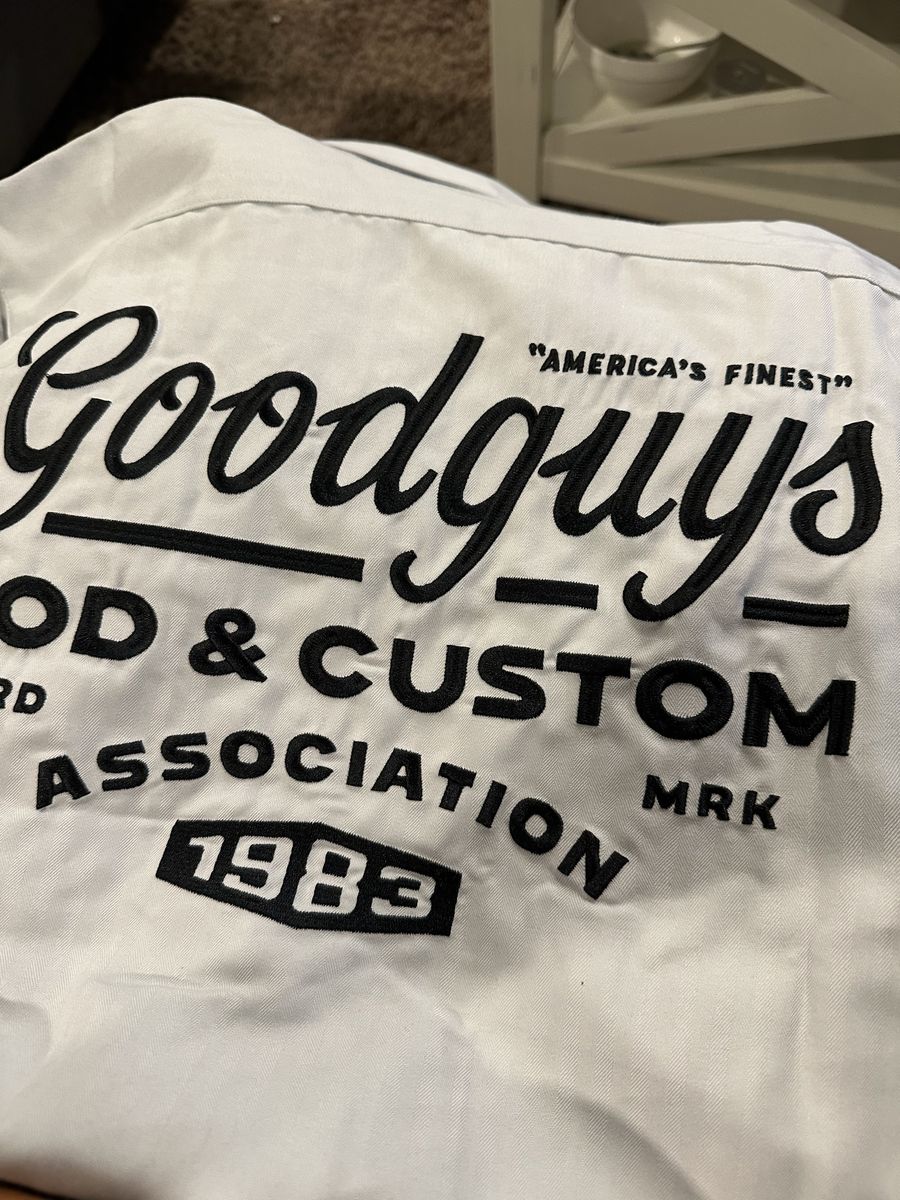 "AMERICA'S FINEST"
Goodguys
OD & CUSTOM
RD
MRK
ASSOCIATION
1983